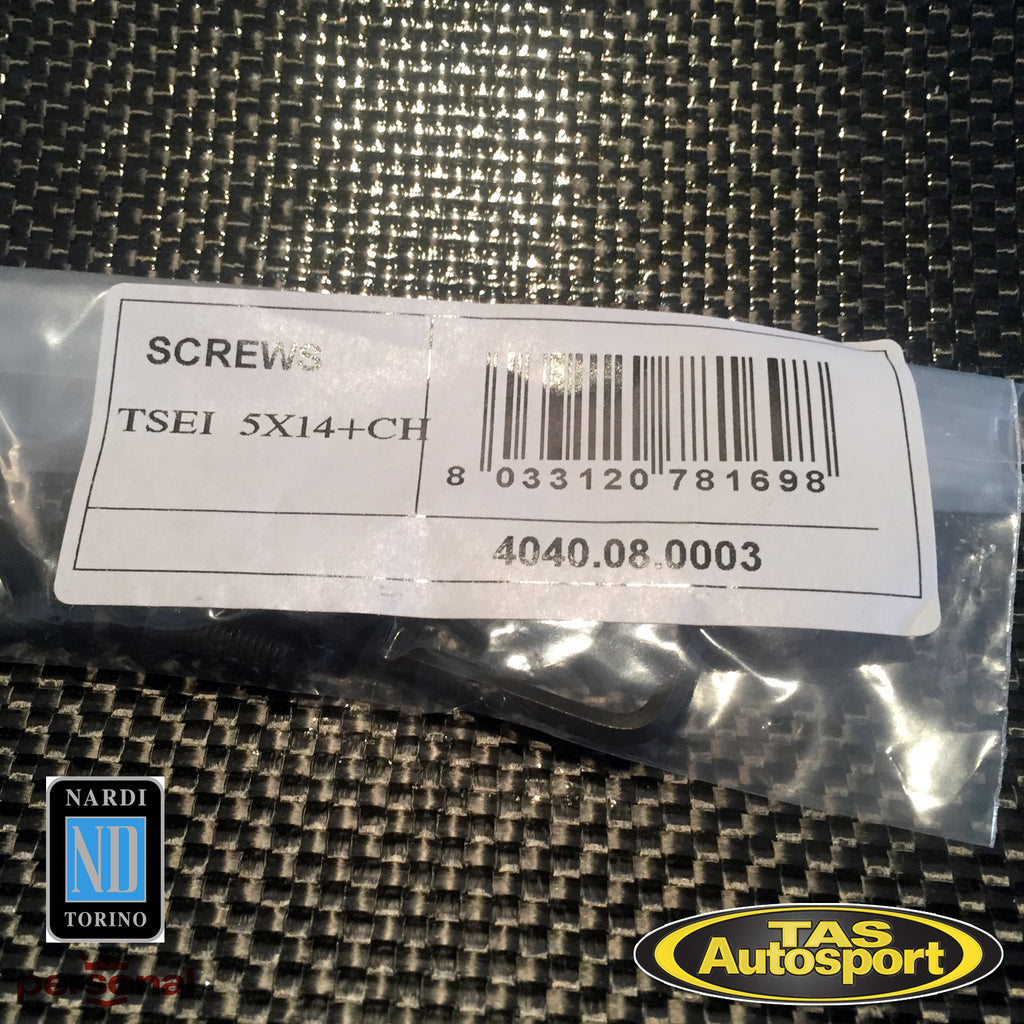 SCREWS
TSEI 5X14+CH
8 033120 781698
4040.08.0003
NARDI
ND
TORINO
personal
TAS
Autosport